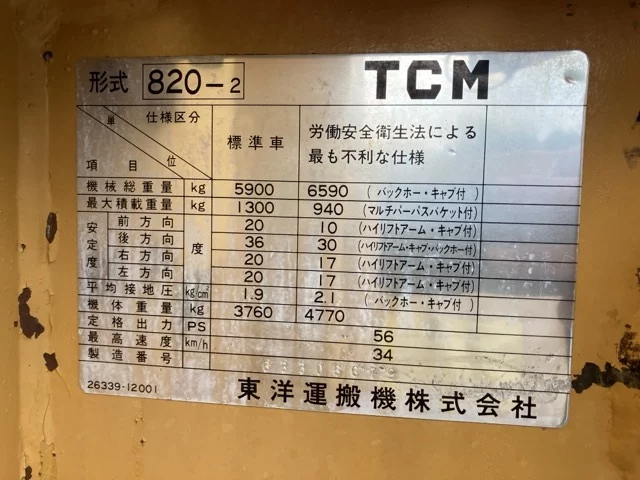 形式 820-2 TCM
単位 仕様区分 標準車 労働安全衛生法による
項目 最も不利な仕様
機械総重量 kg 5900 6590 (バックホー・キャブ付)
最大積載重量 kg 1300 940 (マルチパーパスバケット付)
安定度 前方向 度 20 10 (ハイリフトアーム・キャブ付)
後方向 36 30 (ハイリフトアーム・キャブ・バックホー付)
右方向 20 17 (ハイリフトアーム・キャブ付)
左方向 20 17 (ハイリフトアーム・キャブ付)
平均接地圧 kg/cm² 1.9 2.1 (バックホー・キャブ付)
機体重量 kg 3760 4770
定格出力 PS 56
最高速度 km/h 34
製造番号
26339-12001 東洋運搬機株式会社